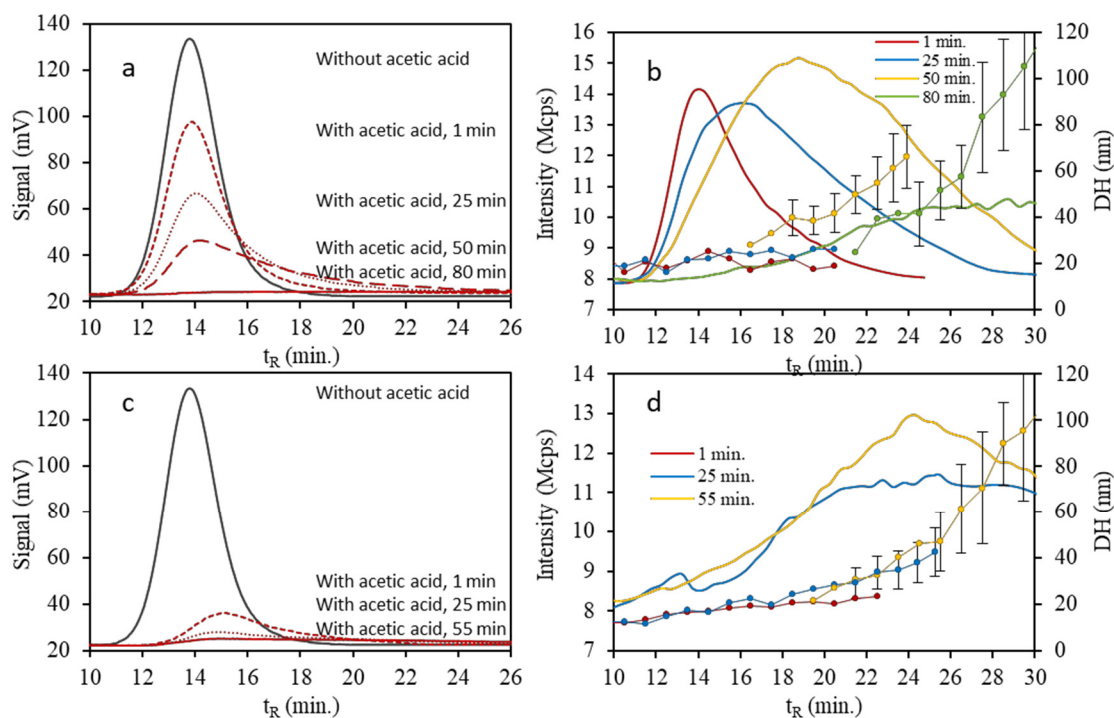 a
Without acetic acid
With acetic acid, 1 min
With acetic acid, 25 min
With acetic acid, 50 min
With acetic acid, 80 min
Signal (mV)
140
120
100
80
60
40
20
10 12 14 16 18 20 22 24 26
tR (min.)
b
1 min.
25 min.
50 min.
80 min.
Intensity (Mcps)
16
15
14
13
12
11
10
9
8
7
DH (nm)
120
100
80
60
40
20
0
10 12 14 16 18 20 22 24 26 28 30
tR (min.)
c
Without acetic acid
With acetic acid, 1 min
With acetic acid, 25 min
With acetic acid, 55 min
Signal (mV)
140
120
100
80
60
40
20
10 12 14 16 18 20 22 24 26
tR (min.)
d
1 min.
25 min.
55 min.
Intensity (Mcps)
13
12
11
10
9
8
7
DH (nm)
120
100
80
60
40
20
0
10 12 14 16 18 20 22 24 26 28 30
tR (min.)